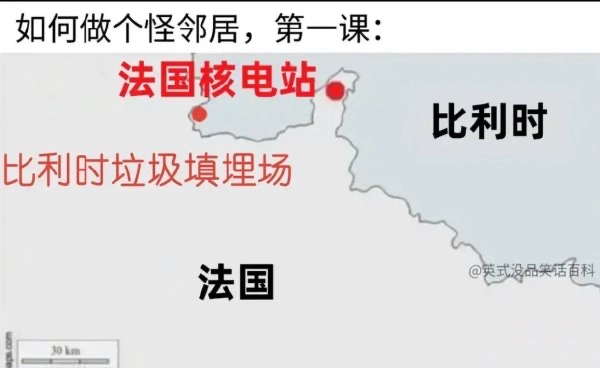 如何做个怪邻居，第一课：
法国核电站
比利时
比利时垃圾填埋场
@英式没品笑话百科
法国
30 km